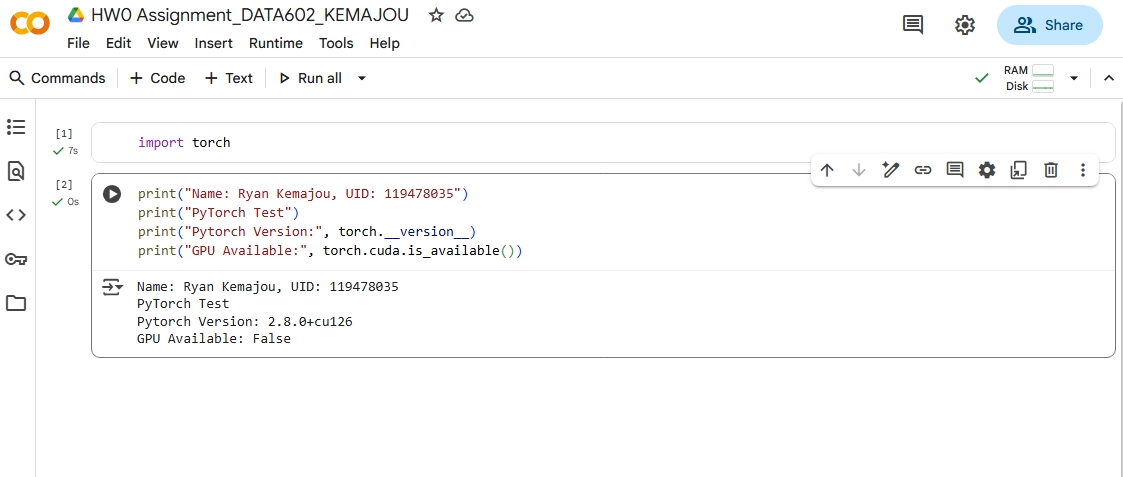 HW0 Assignment_DATA602_KEMAJOU
File Edit View Insert Runtime Tools Help
Share
Commands + Code + Text Run all
RAM
Disk
[1]
7s
import torch
[2]
0s
print("Name: Ryan Kemajou, UID: 119478035")
print("PyTorch Test")
print("Pytorch Version:", torch.__version__)
print("GPU Available:", torch.cuda.is_available())
Name: Ryan Kemajou, UID: 119478035
PyTorch Test
Pytorch Version: 2.8.0+cu126
GPU Available: False